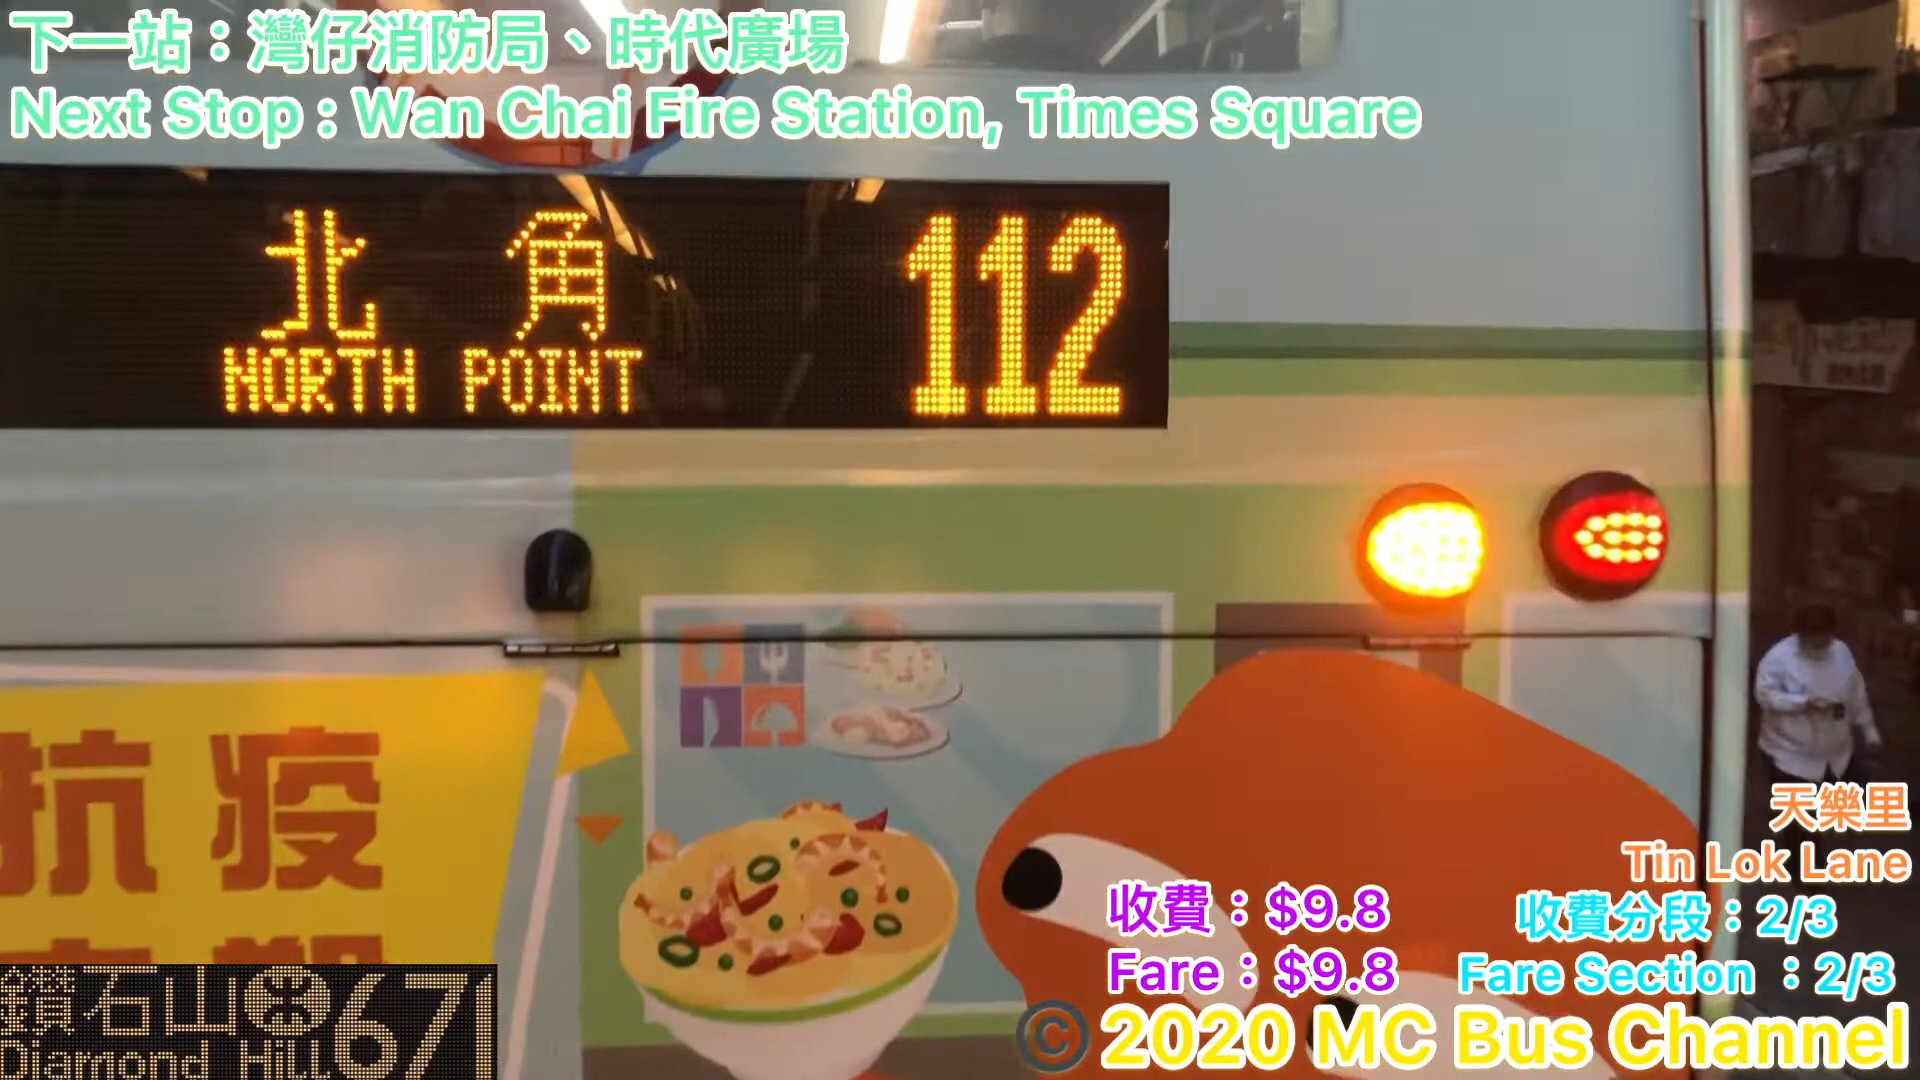 下一站：灣仔消防局、時代廣場
Next Stop : Wan Chai Fire Station, Times Square
北角 112
NORTH POINT
抗疫
天樂里
Tin Lok Lane
收費：$9.8
收費分段：2/3
Fare：$9.8
Fare Section ：2/3
鑽石山 671
Diamond Hill
© 2020 MC Bus Channel